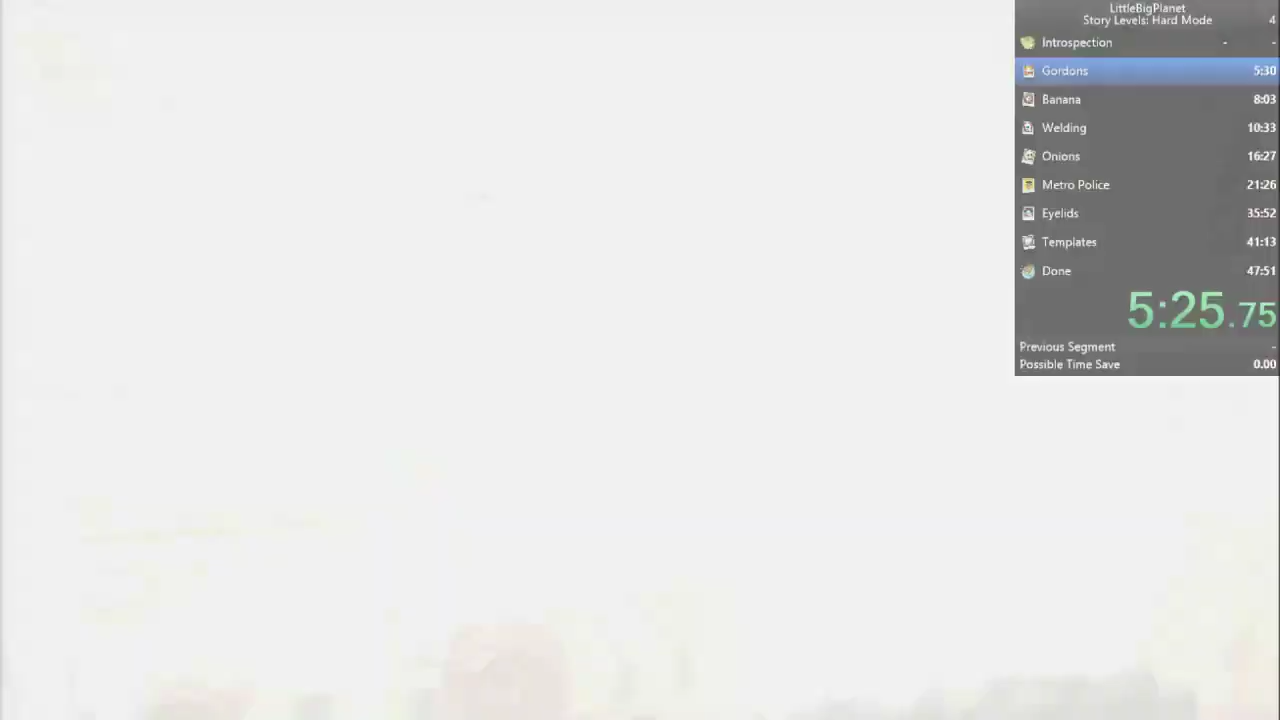 LittleBigPlanet
Story Levels: Hard Mode 4
Introspection - -
Gordons 5:30
Banana 8:03
Welding 10:33
Onions 16:27
Metro Police 21:26
Eyelids 35:52
Templates 41:13
Done 47:51
5:25.75
Previous Segment -
Possible Time Save 0.00